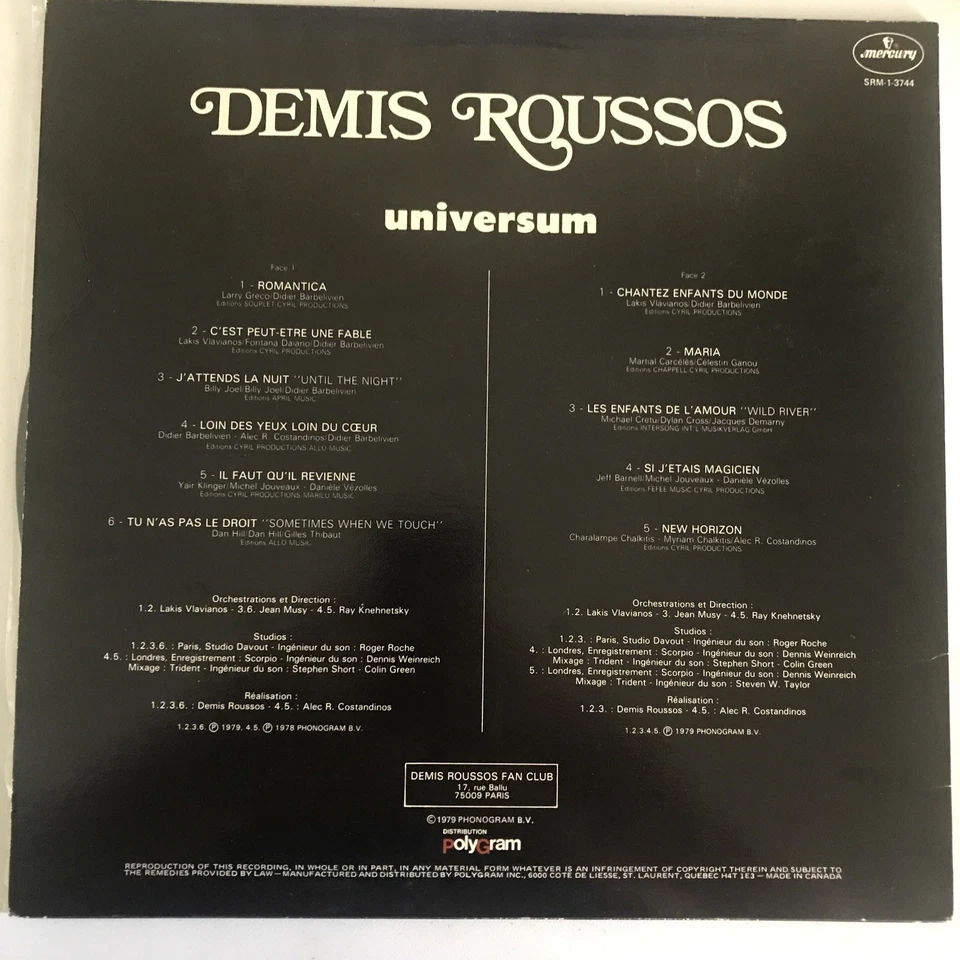 mercury
SRM-1-3744
DEMIS ROUSSOS
universum
Face 1
1 - ROMANTICA
Larry Greco/Didier Barbelivien
Editions SOUPLET CYRIL PRODUCTIONS
2 - C'EST PEUT-ETRE UNE FABLE
Lakis Vlavianos/Fontana Daiano/Didier Barbelivien
Editions CYRIL PRODUCTIONS
3 - J'ATTENDS LA NUIT "UNTIL THE NIGHT"
Billy Joel/Billy Joel/Didier Barbelivien
Editions APRIL MUSIC
4 - LOIN DES YEUX LOIN DU CŒUR
Didier Barbelivien - Alec R. Costandinos/Didier Barbelivien
Editions CYRIL PRODUCTIONS ALLO MUSIC
5 - IL FAUT QU'IL REVIENNE
Yair Klinger/Michel Jouveaux - Danièle Vézolles
Editions CYRIL PRODUCTIONS MARILU MUSIC
6 - TU N'AS PAS LE DROIT "SOMETIMES WHEN WE TOUCH"
Dan Hill/Dan Hill/Gilles Thibaut
Editions ALLO MUSIC
Orchestrations et Direction :
1.2. Lakis Vlavianos - 3.6. Jean Musy - 4.5. Ray Knehnetsky
Studios :
1.2.3.6. : Paris, Studio Davout - Ingénieur du son : Roger Roche
4.5. : Londres, Enregistrement : Scorpio - Ingénieur du son : Dennis Weinreich
Mixage : Trident - Ingénieur du son : Stephen Short - Colin Green
Réalisation :
1.2.3.6. : Demis Roussos - 4.5. : Alec R. Costandinos
1.2.3.6. Ⓟ 1979, 4.5. Ⓟ 1978 PHONOGRAM B.V.
Face 2
1 - CHANTEZ ENFANTS DU MONDE
Lakis Vlavianos/Didier Barbelivien
Editions CYRIL PRODUCTIONS
2 - MARIA
Martial Carcélès/Célestin Ganou
Editions CHAPPELL CYRIL PRODUCTIONS
3 - LES ENFANTS DE L'AMOUR "WILD RIVER"
Michael Cretu/Dylan Cross/Jacques Demarny
Editions INTERSONG INT'L MUSIKVERLAG GmbH
4 - SI J'ETAIS MAGICIEN
Jeff Barnell/Michel Jouveaux - Danièle Vézolles
Editions FEFEE MUSIC CYRIL PRODUCTIONS
5 - NEW HORIZON
Charalampe Chalkitis - Myriam Chalkitis/Alec R. Costandinos
Editions CYRIL PRODUCTIONS
Orchestrations et Direction :
1.2. Lakis Vlavianos - 3. Jean Musy - 4.5. Ray Knehnetsky
Studios :
1.2.3. : Paris, Studio Davout - Ingénieur du son : Roger Roche
4. : Londres, Enregistrement : Scorpio - Ingénieur du son : Dennis Weinreich
Mixage : Trident - Ingénieur du son : Stephen Short - Colin Green
5. : Londres, Enregistrement : Scorpio - Ingénieur du son : Dennis Weinreich
Mixage : Trident - Ingénieur du son : Steven W. Taylor
Réalisation :
1.2.3. : Demis Roussos - 4.5. : Alec R. Costandinos
1.2.3.4.5. Ⓟ 1979 PHONOGRAM B.V.
DEMIS ROUSSOS FAN CLUB
17, rue Ballu
75009 PARIS
©1979 PHONOGRAM B.V.
DISTRIBUTION
PolyGram
REPRODUCTION OF THIS RECORDING, IN WHOLE OR IN PART, IN ANY MATERIAL FORM WHATEVER IS AN INFRINGEMENT OF COPYRIGHT THEREIN AND SUBJECT TO
THE REMEDIES PROVIDED BY LAW—MANUFACTURED AND DISTRIBUTED BY POLYGRAM INC., 6000 COTE DE LIESSE, ST. LAURENT, QUEBEC H4T 1E3 — MADE IN CANADA